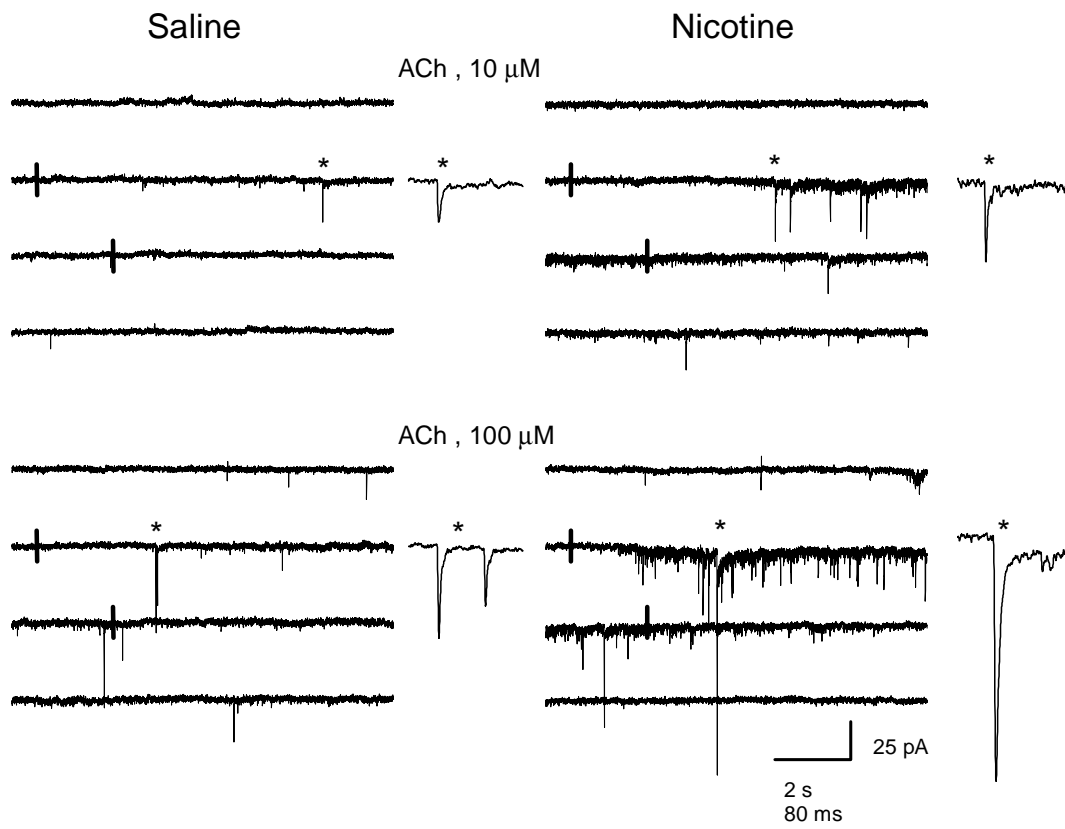 Saline
Nicotine
ACh , 10 μM
*
*
*
*
ACh , 100 μM
*
*
*
*
25 pA
2 s
80 ms